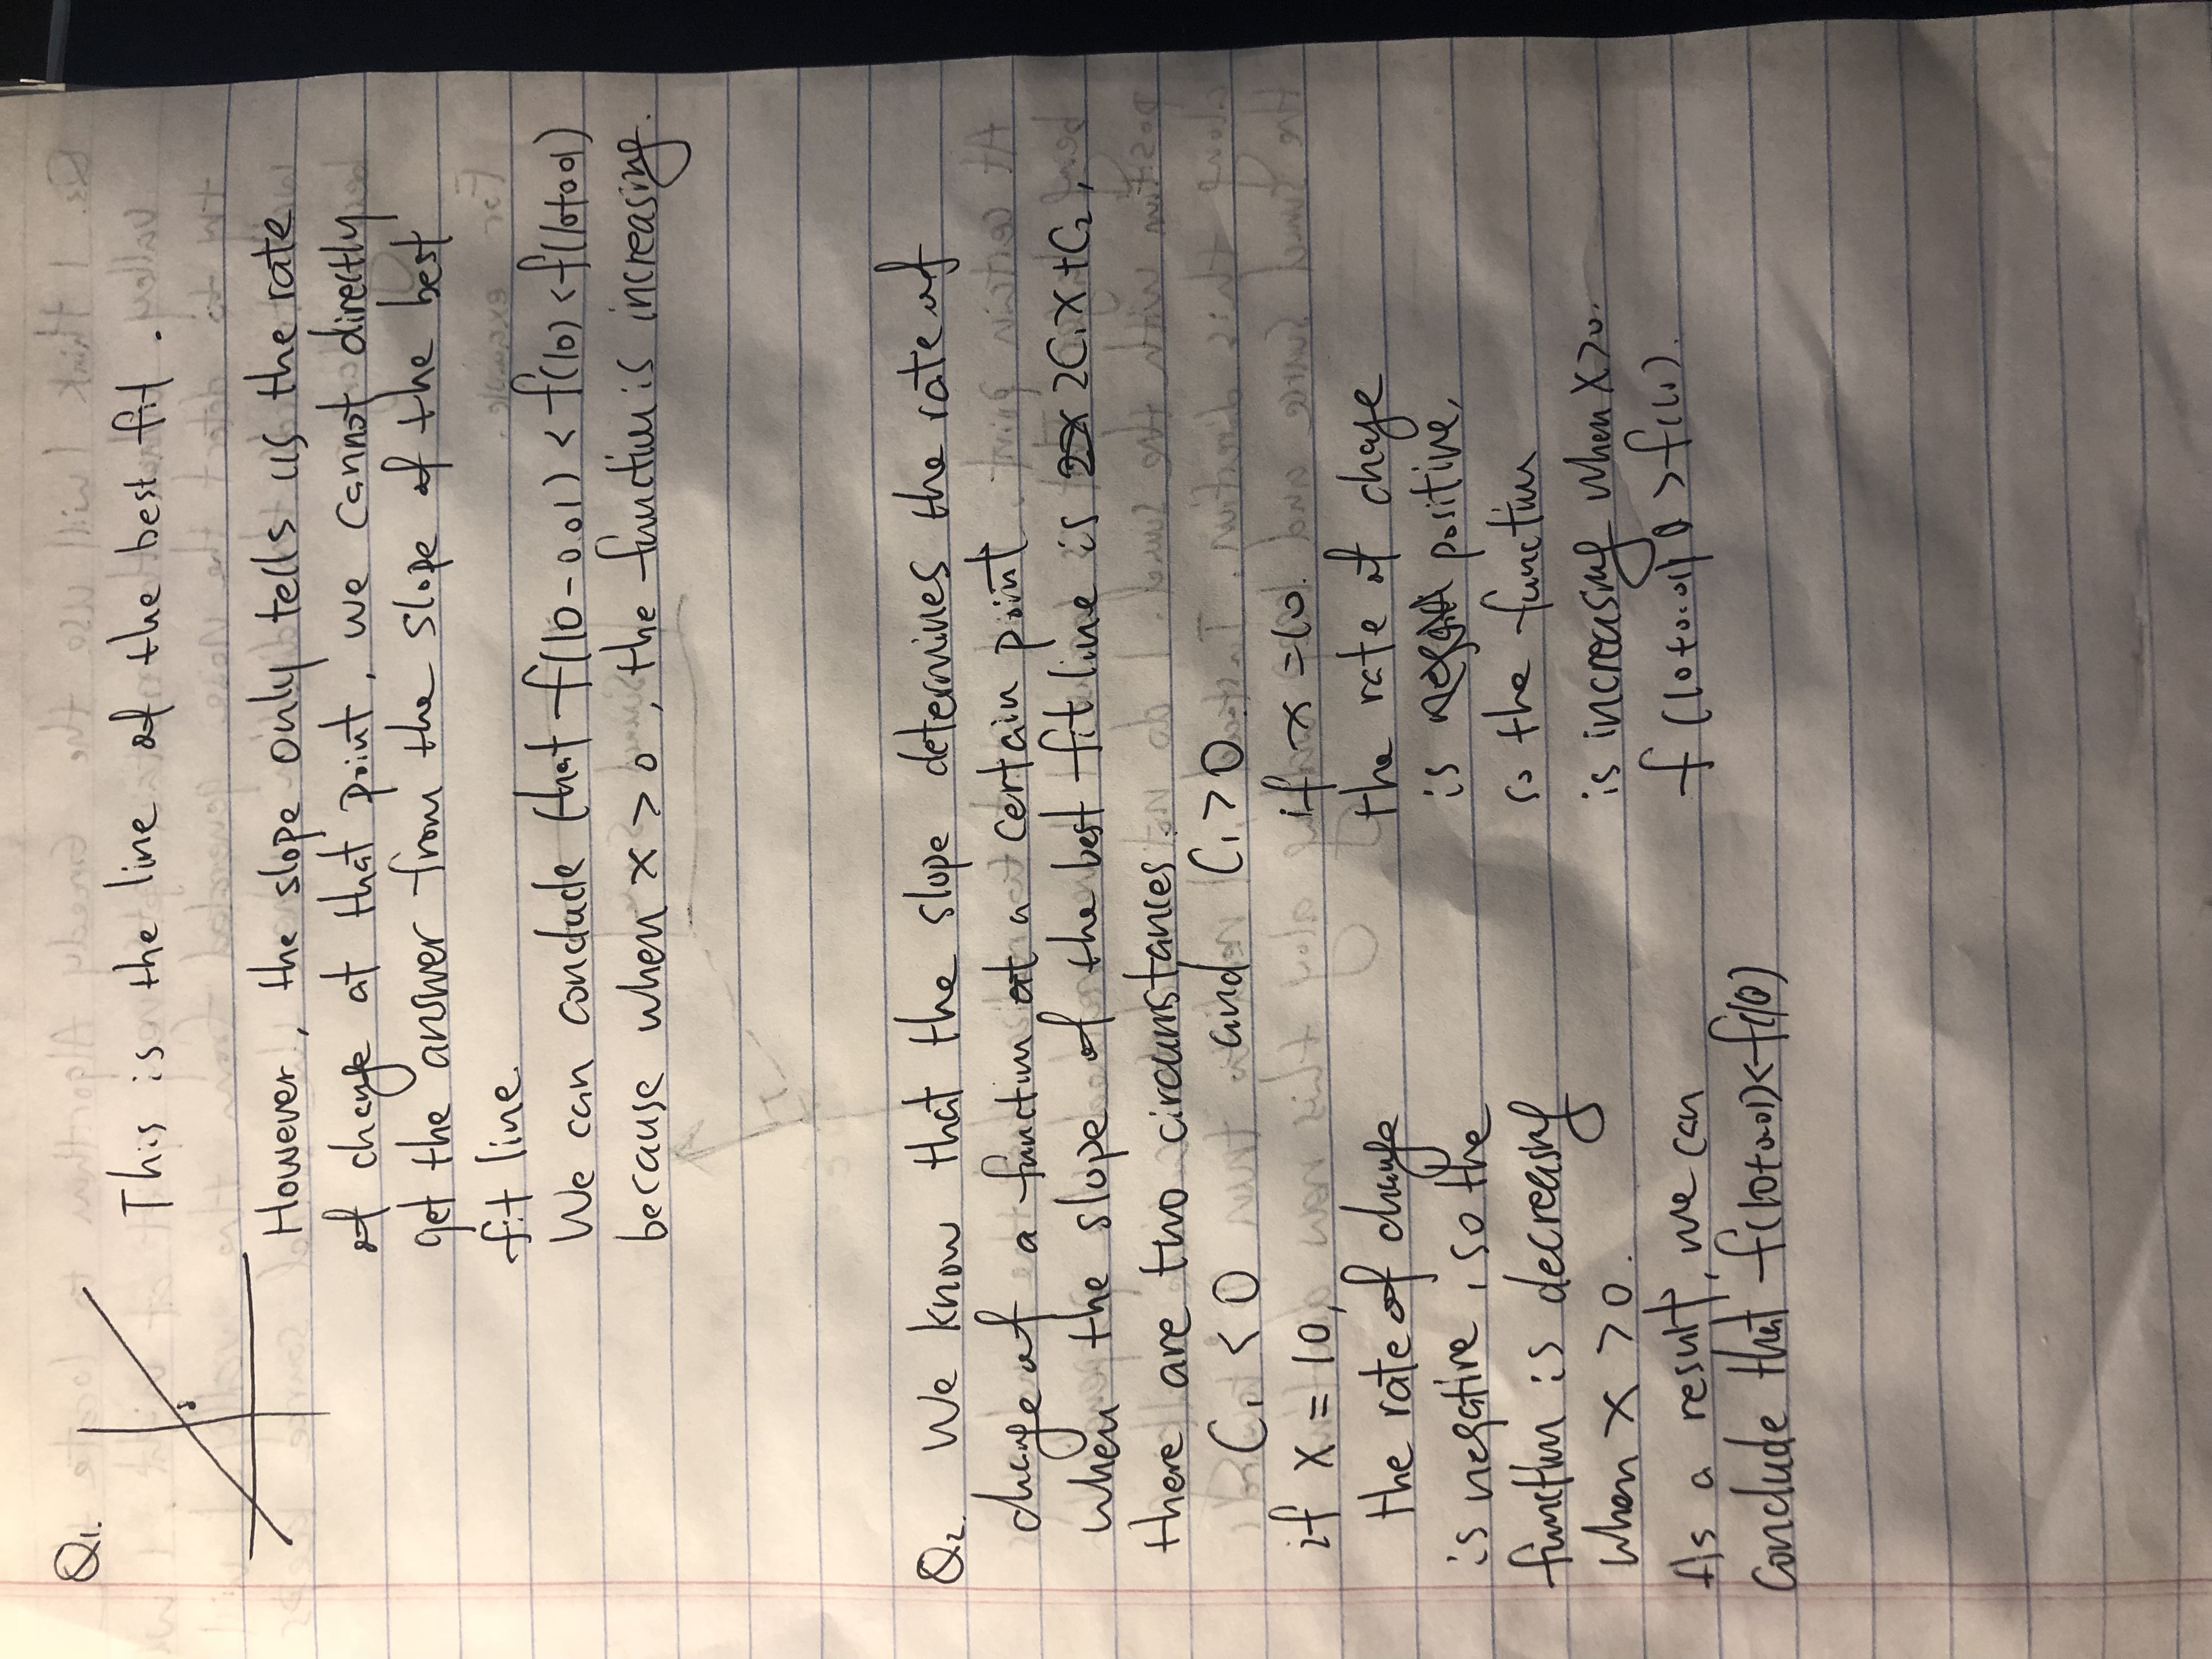 Q1.
This is the line of the best fit.
However, the slope only tells us the rate
of change at that point, we cannot directly
get the answer from the slope of the best
fit line.
We can conclude that f(10-0.01) < f(10) < f(10+0.01)
because when x > 0, the function is increasing.
Q2. We know that the slope determines the rate of
change of a function at a certain point
when the slope of the best fit line is 2C₁X+C₂,
there are two circumstances.
C₁ < 0 and C₁ > 0.
if x = 10,
the rate of change
is negative, so the
function is decreasing
when x > 0.
As a result, we can
conclude that f(10+0.01)<f(10)
if x = 10.
the rate of chage
is positive,
so the function
is increasing when x>0.
f(10+0.01) > f(10).